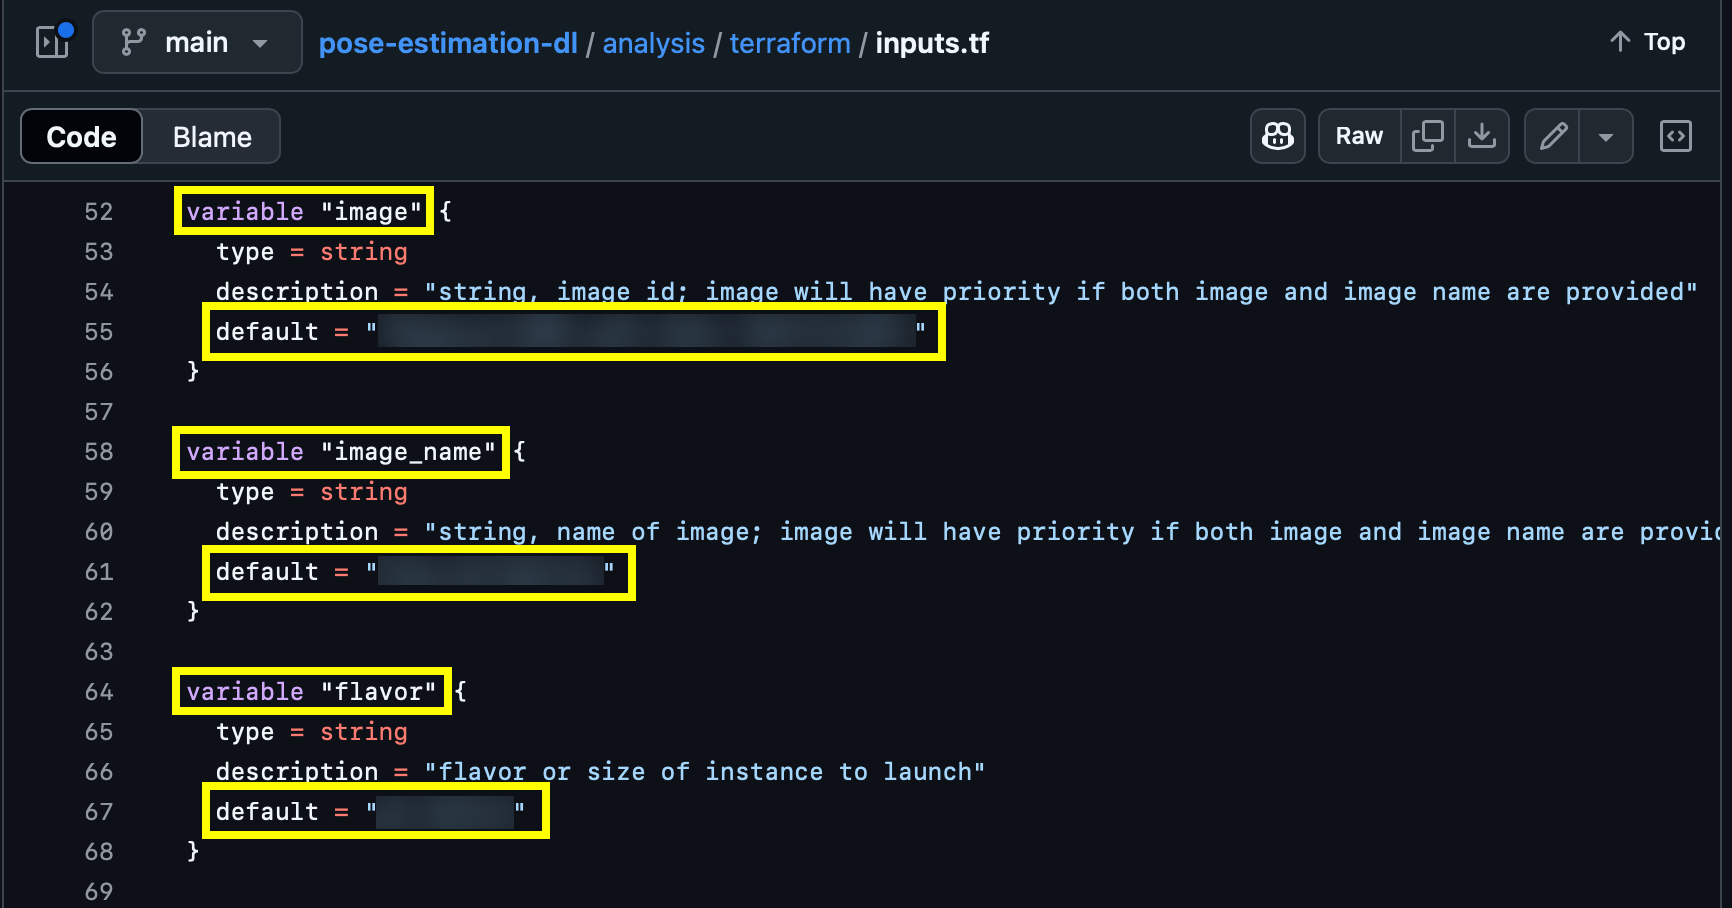 main
pose-estimation-dl / analysis / terraform / inputs.tf
Top
Code Blame Raw
52 variable "image" {
53 type = string
54 description = "string, image id; image will have priority if both image and image name are provided"
55 default = " "
56 }
57
58 variable "image_name" {
59 type = string
60 description = "string, name of image; image will have priority if both image and image name are provid
61 default = " "
62 }
63
64 variable "flavor" {
65 type = string
66 description = "flavor or size of instance to launch"
67 default = " "
68 }
69